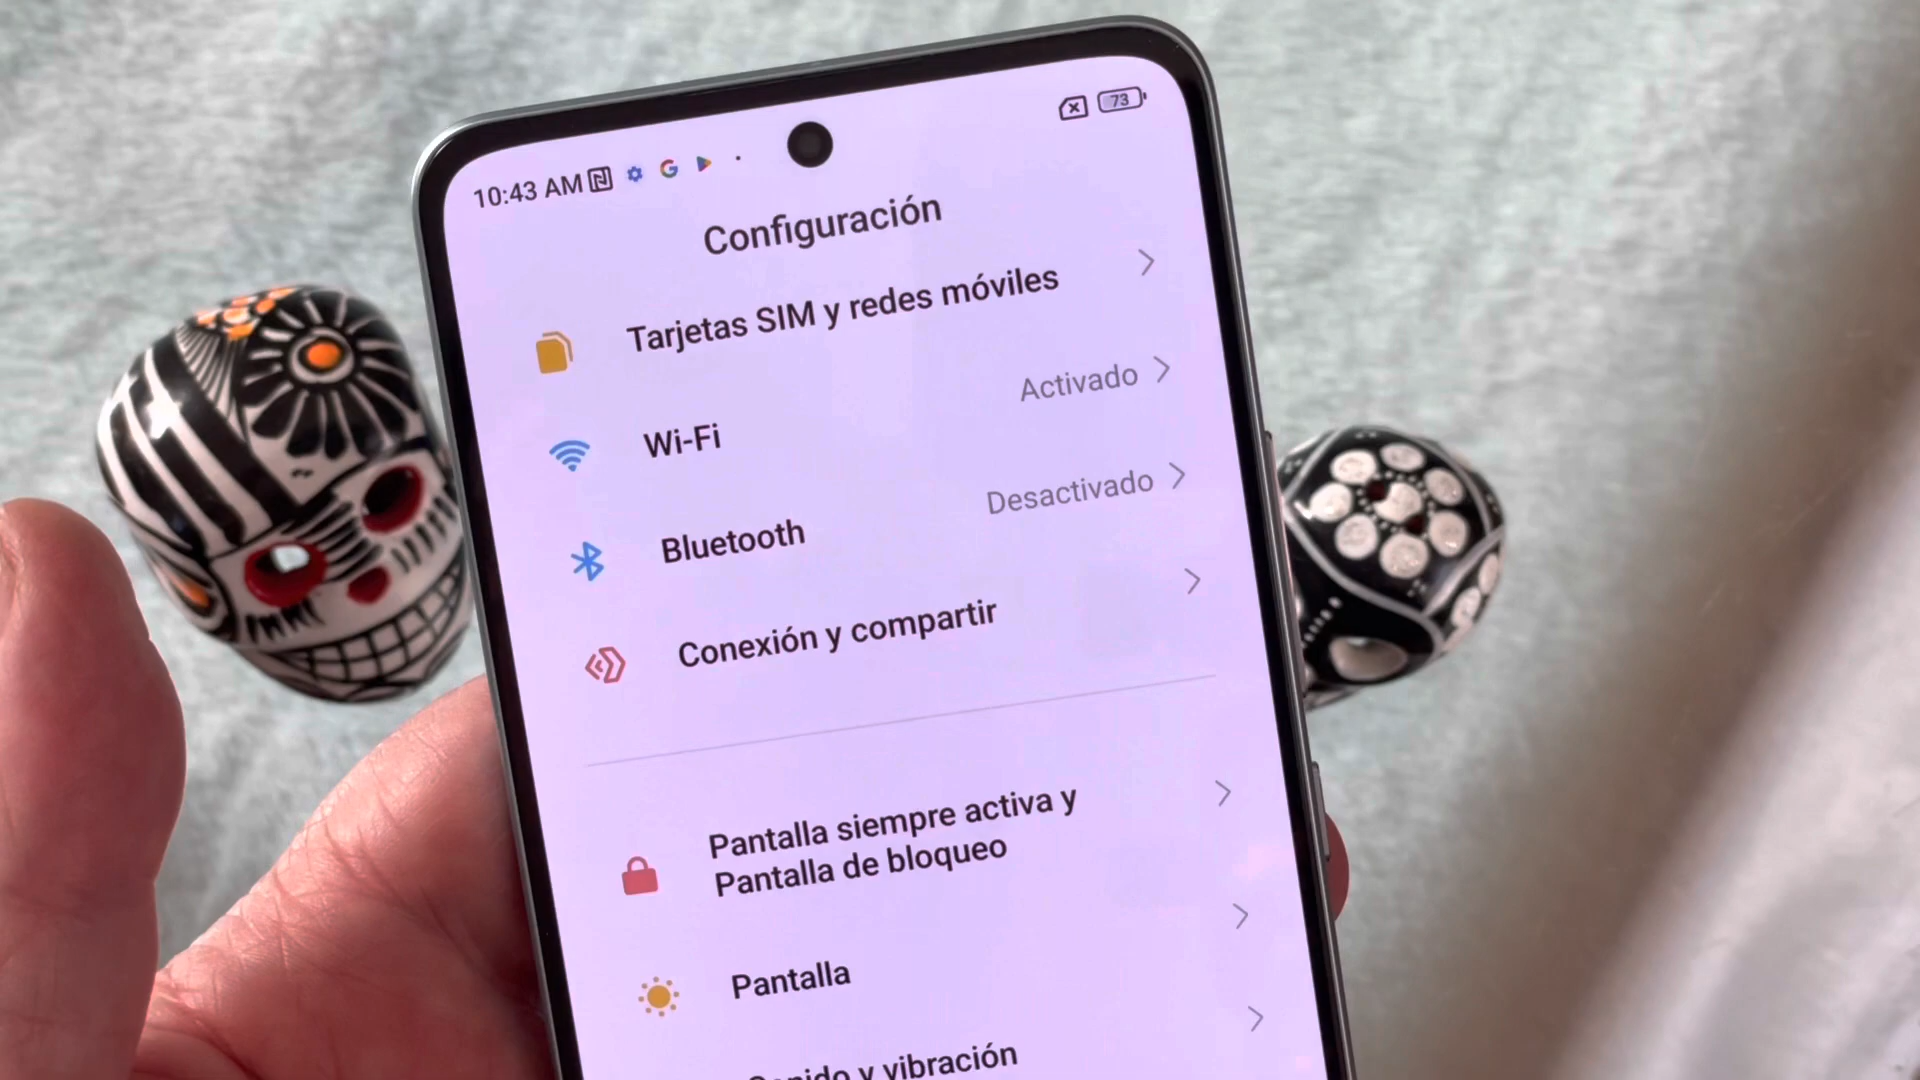 10:43 AM
73
Configuración
Tarjetas SIM y redes móviles
Wi-Fi
Activado
Bluetooth
Desactivado
Conexión y compartir
Pantalla siempre activa y
Pantalla de bloqueo
Pantalla
Sonido y vibración